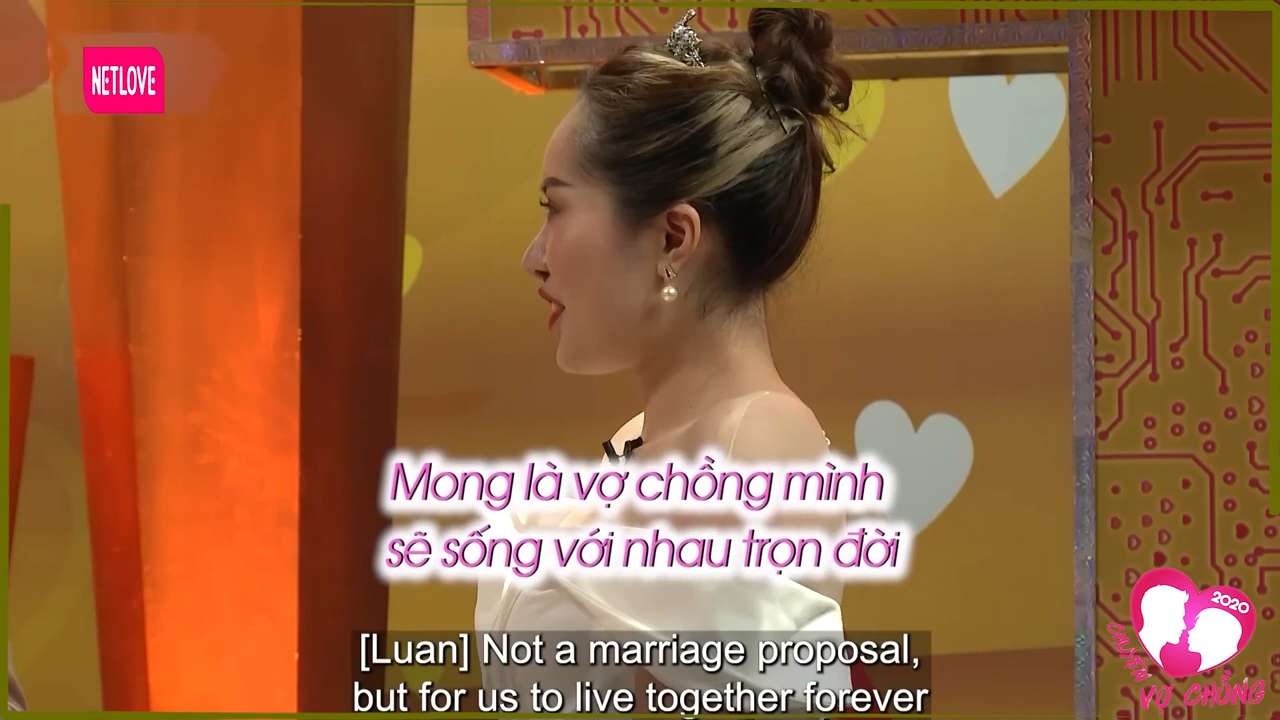 NETLOVE
Mong là vợ chồng mình
sẽ sống với nhau trọn đời
[Luan] Not a marriage proposal,
but for us to live together forever
2020
CHUYỆN
VỢ CHỒNG